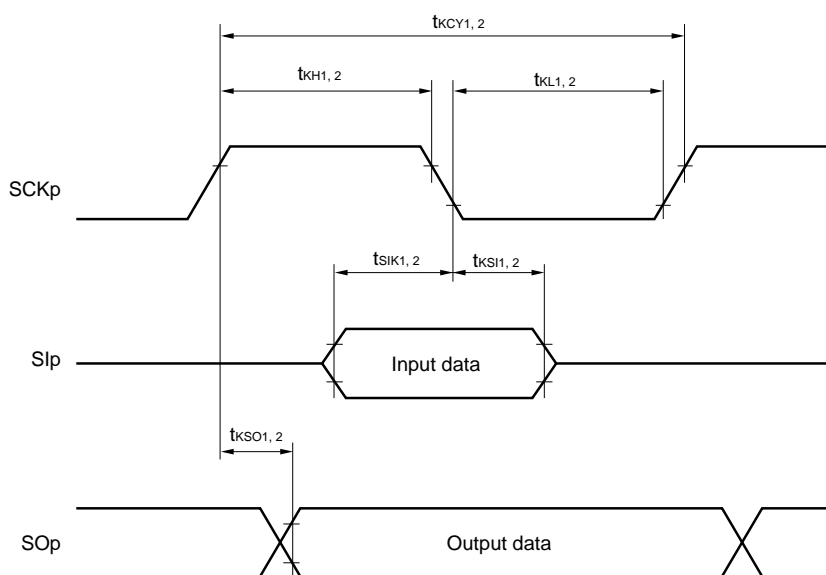 tKCY1, 2
tKH1, 2
tKL1, 2
SCKp
tSIK1, 2
tKSI1, 2
SIp
Input data
tKSO1, 2
SOp
Output data